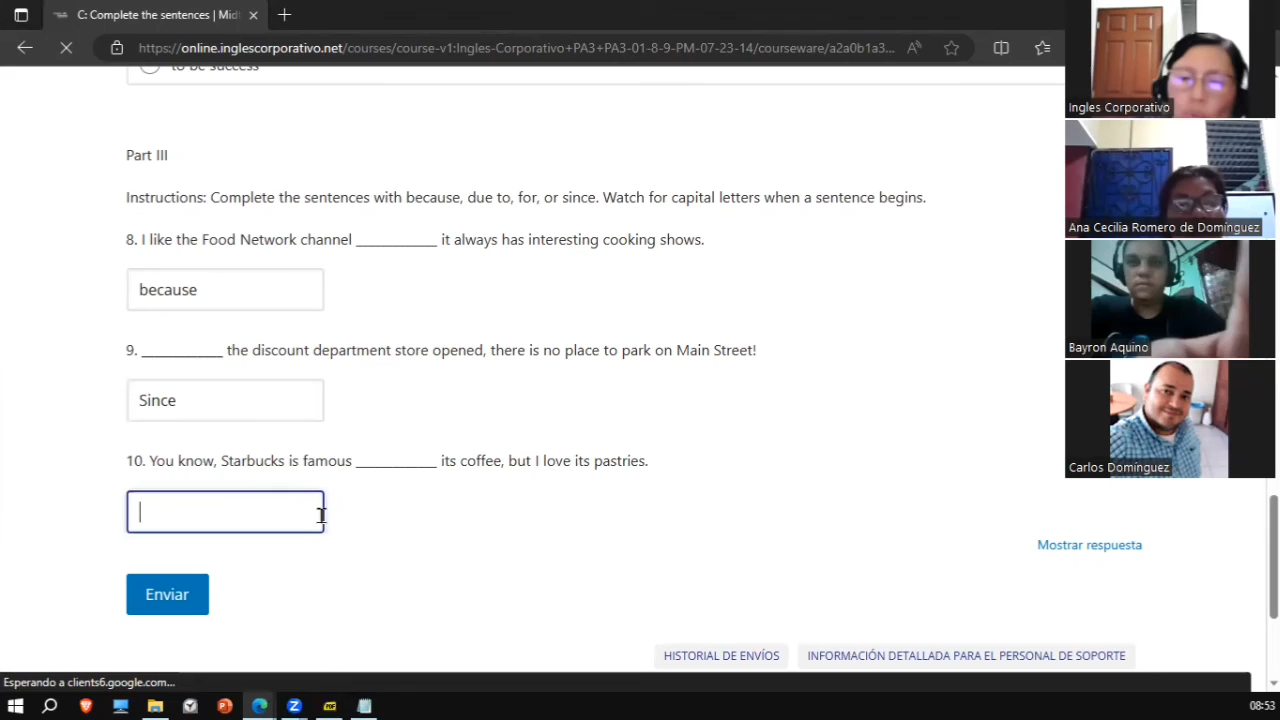 C: Complete the sentences | Mid
https://online.inglescorporativo.net/courses/course-v1:Ingles-Corporativo+PA3+PA3-01-8-9-PM-07-23-14/courseware/a2a0b1a3...
to be success
Part III
Instructions: Complete the sentences with because, due to, for, or since. Watch for capital letters when a sentence begins.
8. I like the Food Network channel ____________ it always has interesting cooking shows.
because
9. ____________ the discount department store opened, there is no place to park on Main Street!
Since
10. You know, Starbucks is famous ____________ its coffee, but I love its pastries.
Mostrar respuesta
Enviar
HISTORIAL DE ENVÍOS
INFORMACIÓN DETALLADA PARA EL PERSONAL DE SOPORTE
Esperando a clients6.google.com...
08:53
Ingles Corporativo
Ana Cecilia Romero de Domínguez
Bayron Aquino
Carlos Domínguez